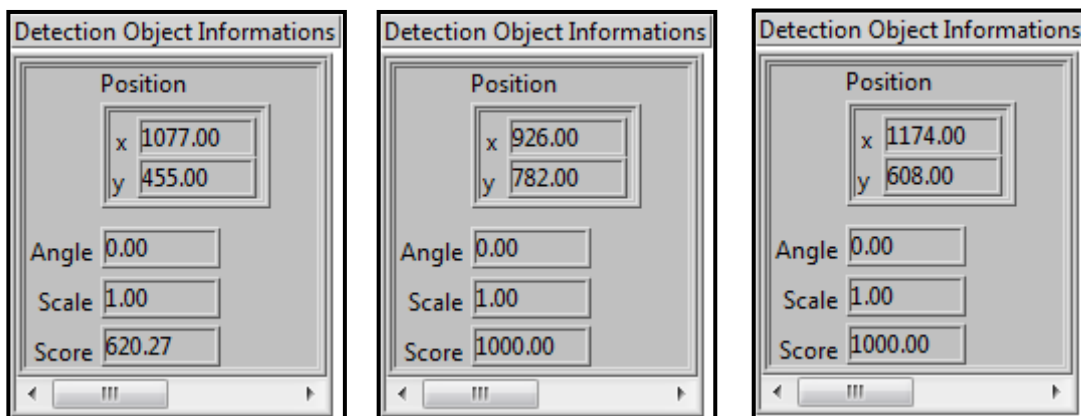 Detection Object Informations
Position
x 1077.00
y 455.00
Angle 0.00
Scale 1.00
Score 620.27
Detection Object Informations
Position
x 926.00
y 782.00
Angle 0.00
Scale 1.00
Score 1000.00
Detection Object Informations
Position
x 1174.00
y 608.00
Angle 0.00
Scale 1.00
Score 1000.00